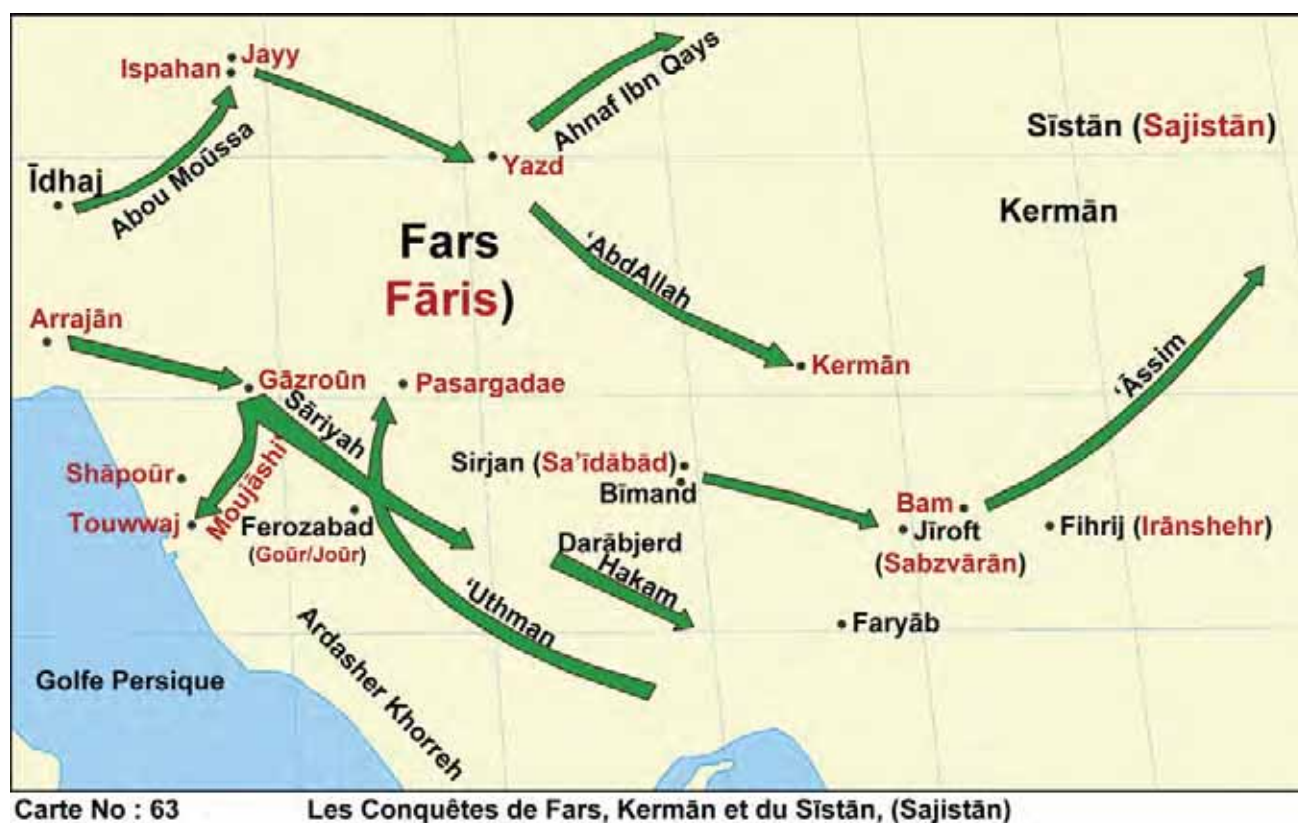 Jayy
Ispahan
Ahnaf Ibn Qays
Sīstān (Sajistān)
Yazd
Īdhaj
Abou Moūssa
Kermān
Fars
Fāris)
‘AbdAllah
Arrajān
Kermān
Gāzroūn
Pasargadae
‘Āssim
Sāriyah
Sirjan (Sa’īdābād)
Shāpoūr
Moujāshi‘
Bīmand
Bam
Touwwaj
Ferozabad
Jīroft
Fihrij (Irānshehr)
(Goūr/Joūr)
Darābjerd
(Sabzvārān)
Hakam
‘Uthman
Faryāb
Ardasher Khorreh
Golfe Persique
Carte No : 63 Les Conquêtes de Fars, Kermān et du Sīstān, (Sajistān)